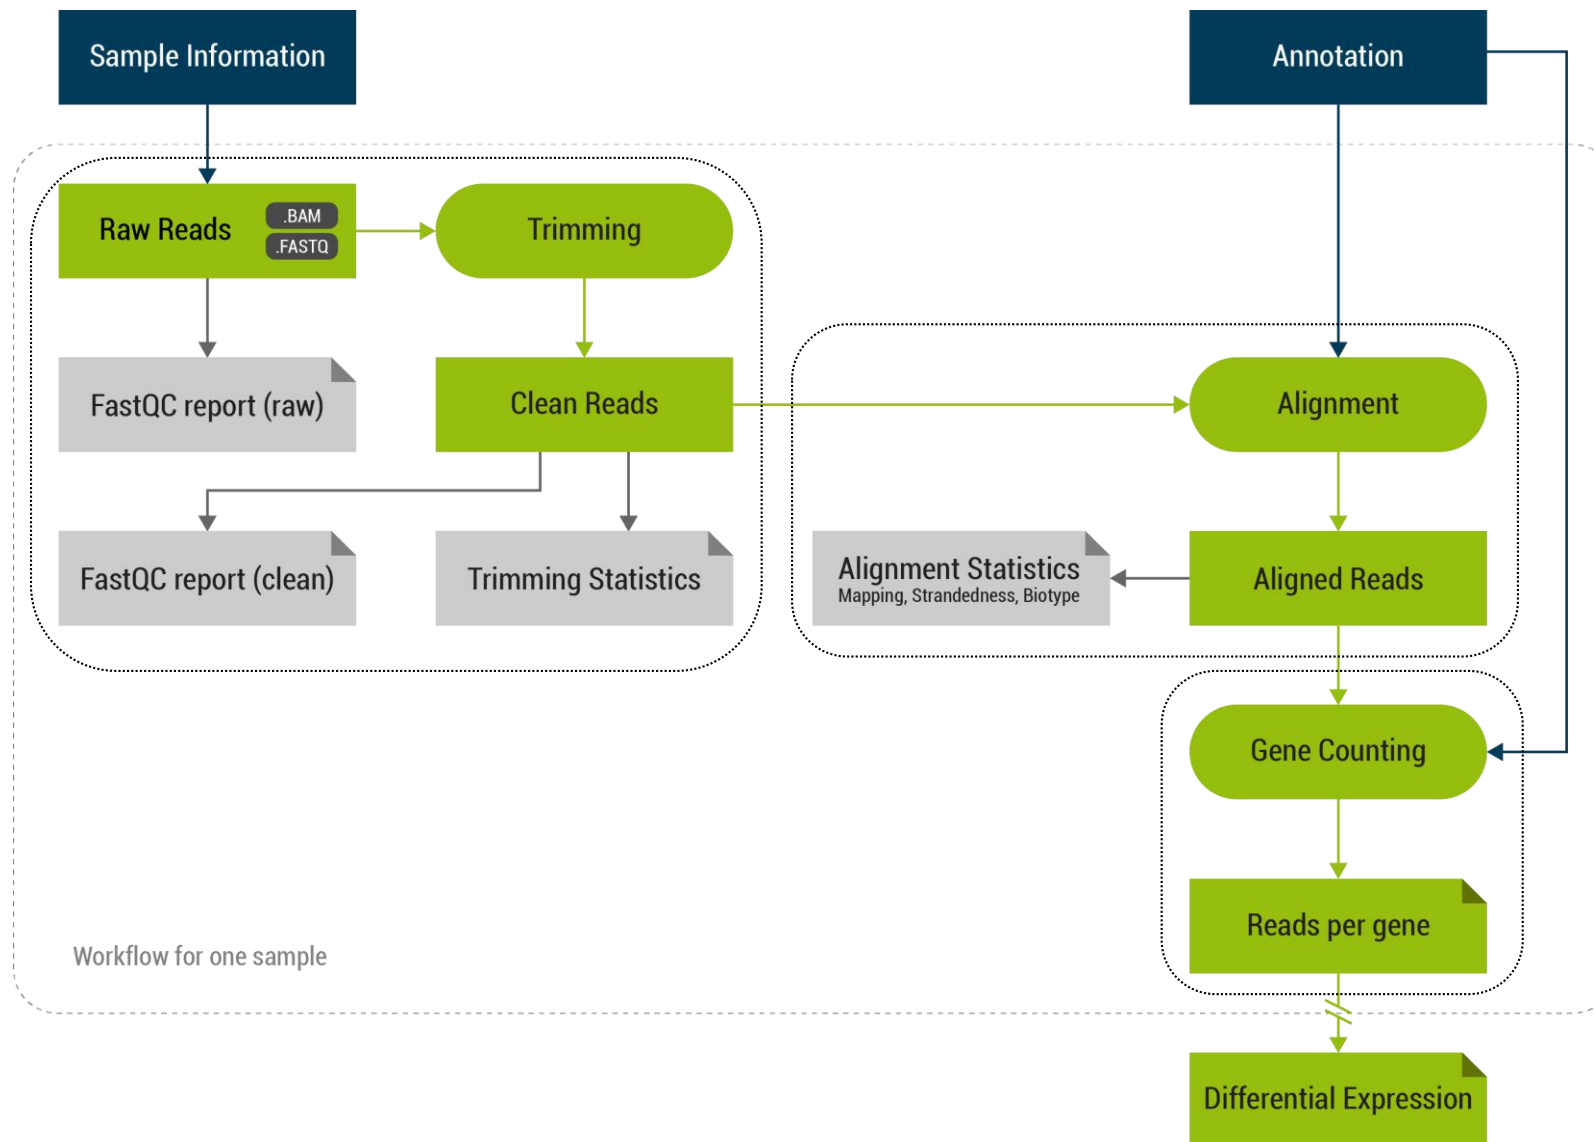 Sample Information
Annotation
Raw Reads
.BAM
.FASTQ
Trimming
FastQC report (raw)
Clean Reads
Alignment
FastQC report (clean)
Trimming Statistics
Alignment Statistics
Mapping, Strandedness, Biotype
Aligned Reads
Gene Counting
Reads per gene
Workflow for one sample
Differential Expression